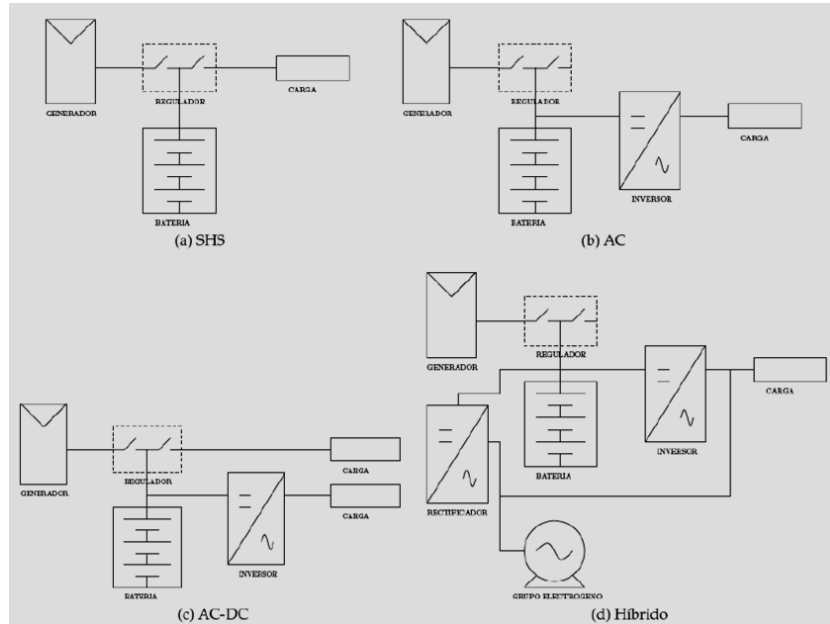 GENERADOR
REGULADOR
CARGA
BATERIA
(a) SHS
GENERADOR
REGULADOR
BATERIA
INVERSOR
CARGA
(b) AC
GENERADOR
REGULADOR
CARGA
CARGA
BATERIA
INVERSOR
(c) AC-DC
GENERADOR
REGULADOR
CARGA
INVERSOR
BATERIA
RECTIFICADOR
GRUPO ELECTROGENO
(d) Híbrido